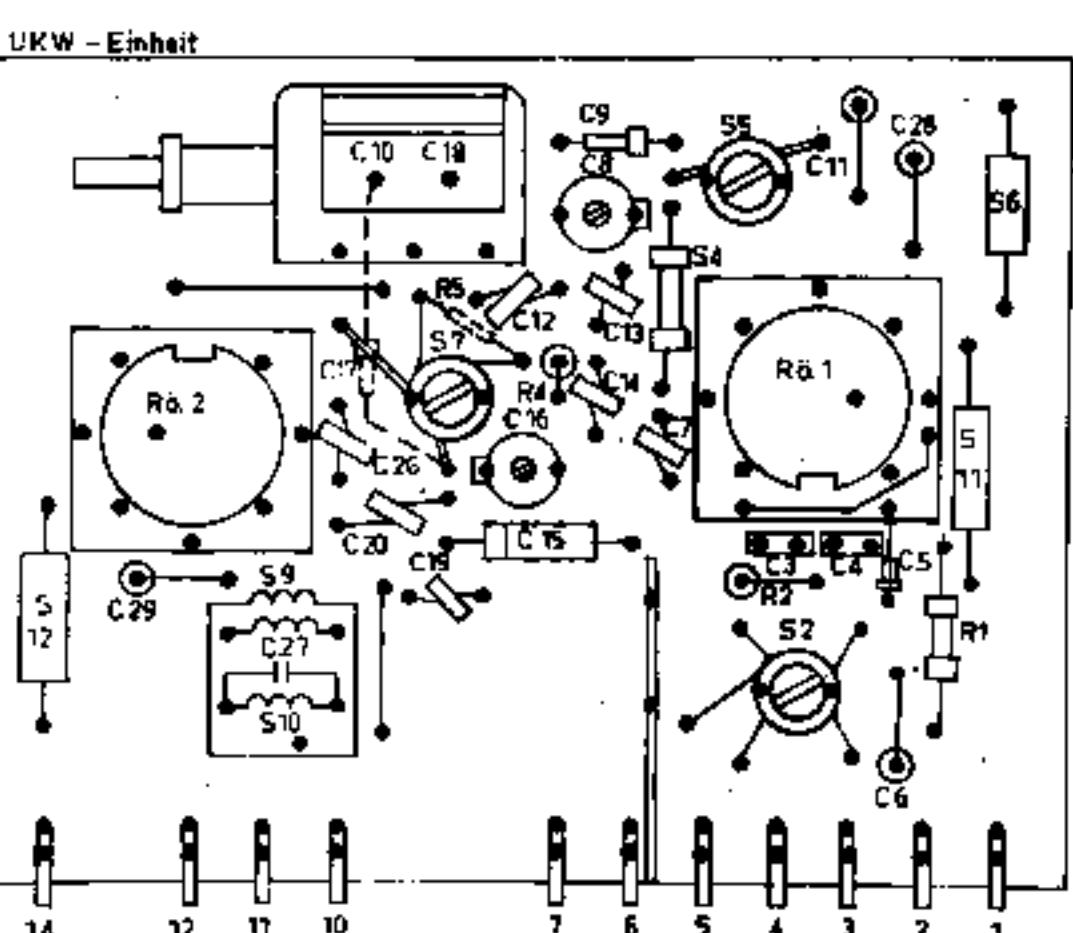 UKW - Einheit
C9
S5
C28
C10 C18
C8
C11
S6
S4
R5
C12
C13
S7
Rö.1
C17
R4
C14
Rö.2
C16
C7
S
11
C26
C20
C15
C19
C3
C4
C5
S9
R2
C29
S
12
S2
R1
C27
S10
C6
14 12 11 10 7 6 5 4 3 2 1